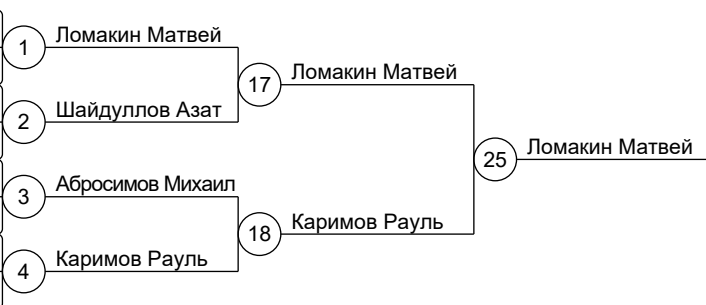 1
Ломакин Матвей
17
Ломакин Матвей
2
Шайдуллов Азат
25
Ломакин Матвей
3
Абросимов Михаил
18
Каримов Рауль
4
Каримов Рауль